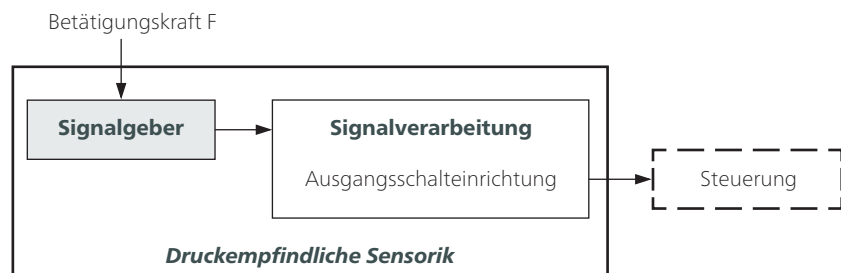 Betätigungskraft F
Signalgeber
Signalverarbeitung
Ausgangsschalteinrichtung
Steuerung
Druckempfindliche Sensorik